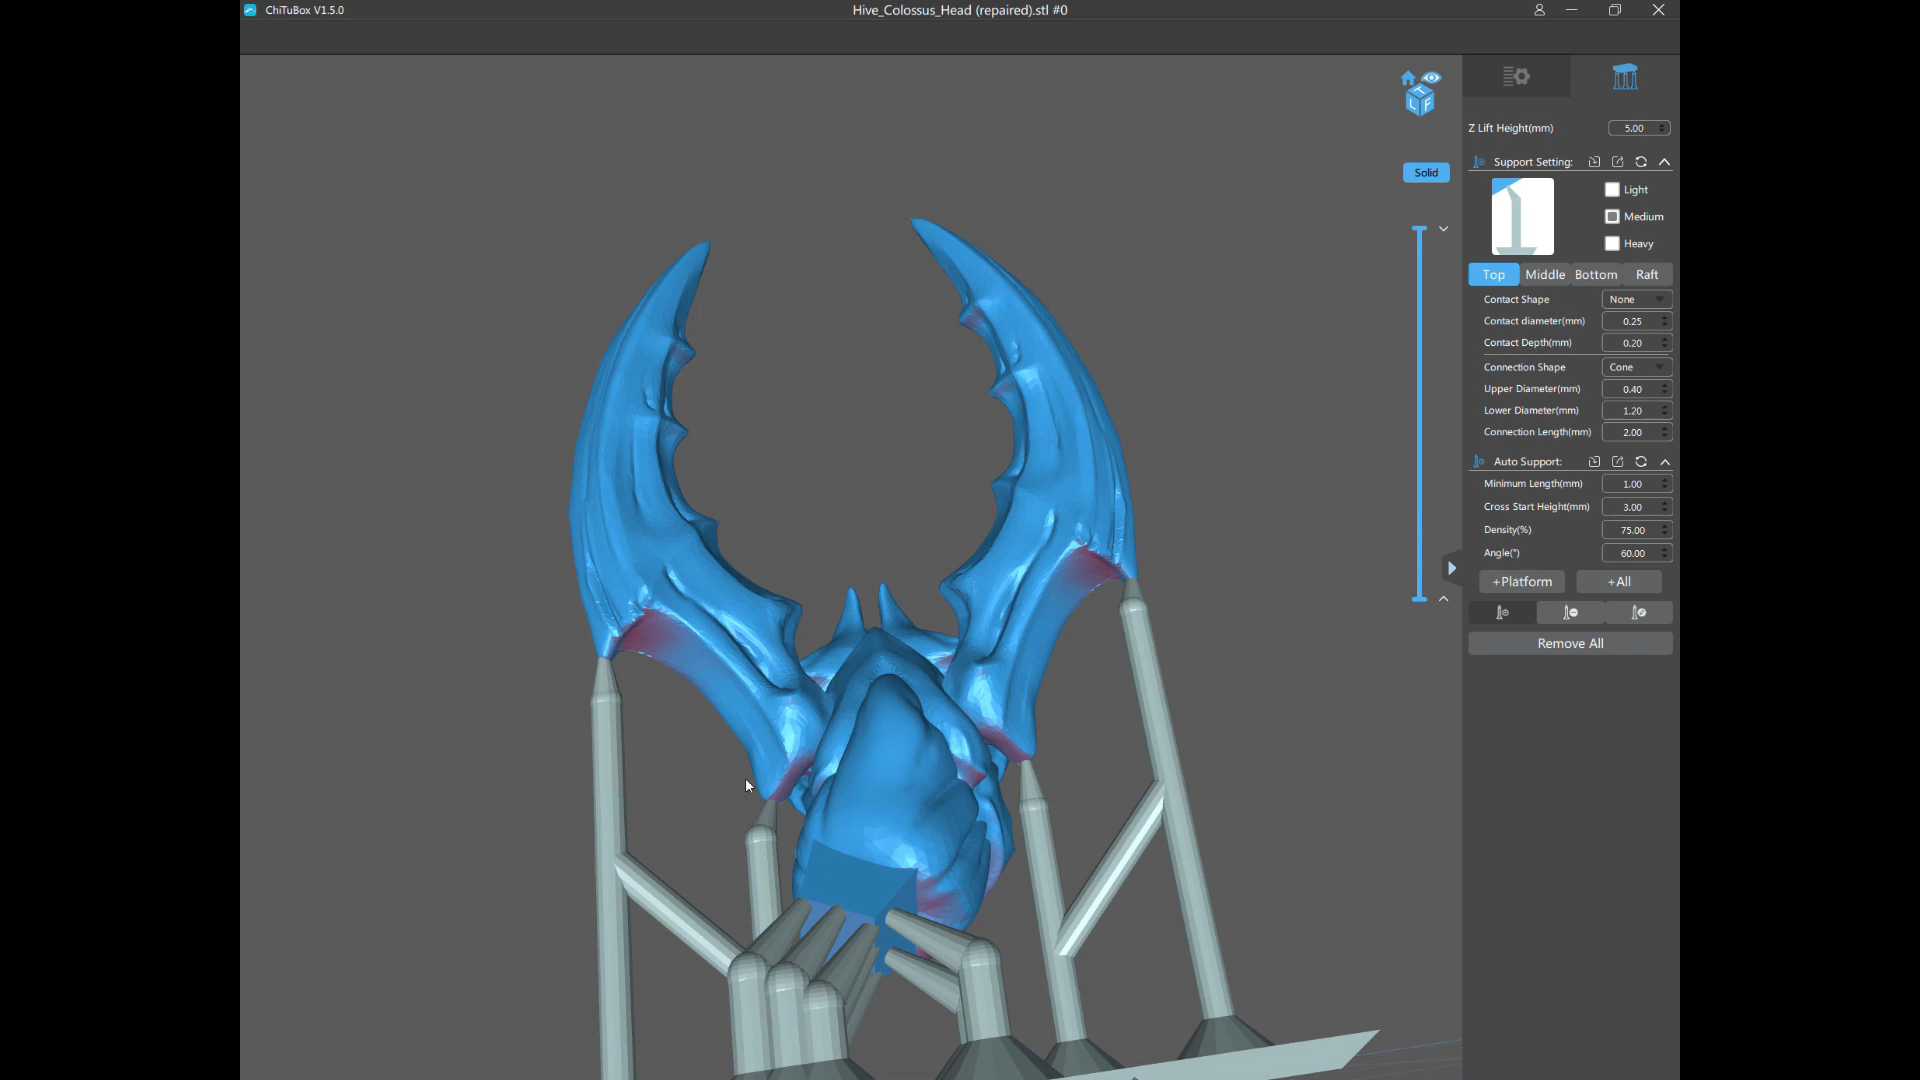 ChiTuBox V1.5.0
Hive_Colossus_Head (repaired).stl #0
T
L F
Solid
Z Lift Height(mm) 5.00
Support Setting:
Light
Medium
Heavy
Top Middle Bottom Raft
Contact Shape None
Contact diameter(mm) 0.25
Contact Depth(mm) 0.20
Connection Shape Cone
Upper Diameter(mm) 0.40
Lower Diameter(mm) 1.20
Connection Length(mm) 2.00
Auto Support:
Minimum Length(mm) 1.00
Cross Start Height(mm) 3.00
Density(%) 75.00
Angle(°) 60.00
+Platform +All
Remove All